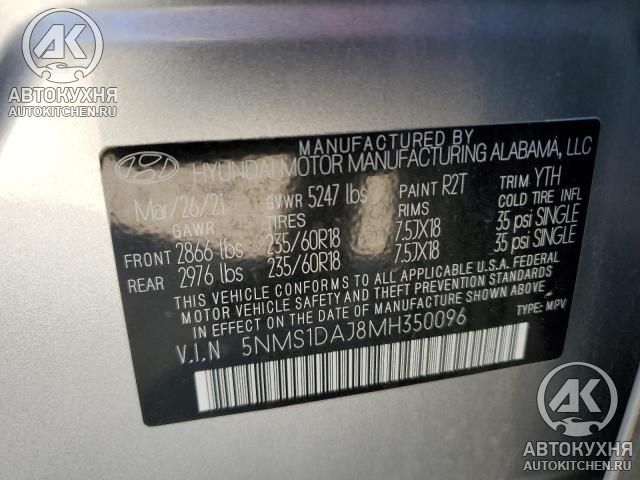 АК
АВТОКУХНЯ
AUTOKITCHEN.RU
MANUFACTURED BY
HYUNDAI MOTOR MANUFACTURING ALABAMA, LLC
Mar/26/21 GVWR 5247 lbs PAINT R2T TRIM YTH
GAWR TIRES RIMS COLD TIRE INFL
FRONT 2866 lbs 235/60R18 7.5JX18 35 psi SINGLE
REAR 2976 lbs 235/60R18 7.5JX18 35 psi SINGLE
THIS VEHICLE CONFORMS TO ALL APPLICABLE U.S.A. FEDERAL
MOTOR VEHICLE SAFETY AND THEFT PREVENTION STANDARDS IN
EFFECT ON THE DATE OF MANUFACTURE SHOWN ABOVE.
V.I.N 5NMS1DAJ8MH350096 TYPE: MPV
АК
АВТОКУХНЯ
AUTOKITCHEN.RU